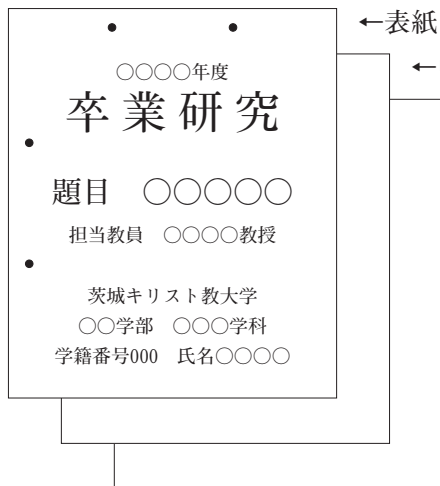 ←表紙
←
○○○○年度
卒業研究
題目　○○○○○
担当教員　○○○○教授
茨城キリスト教大学
○○学部　○○○学科
学籍番号000　氏名○○○○